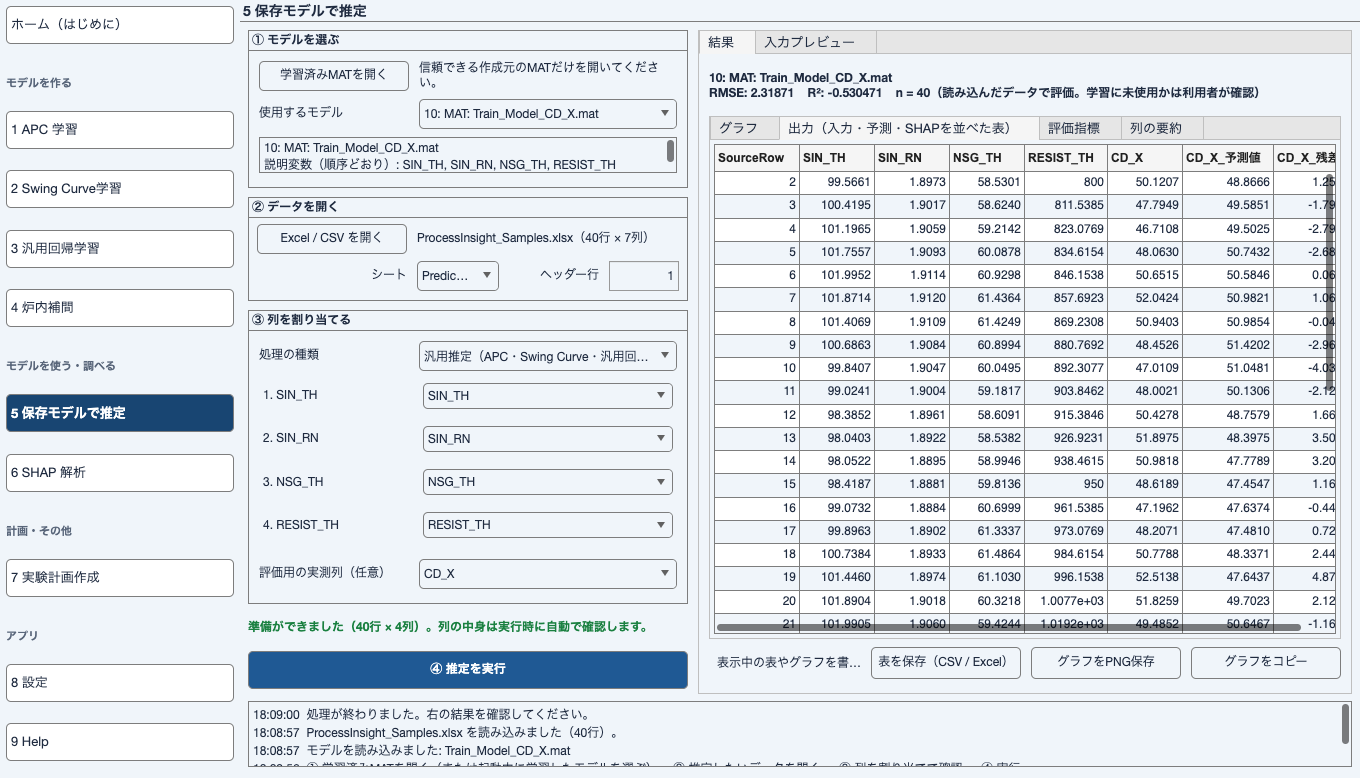 ホーム（はじめに）
モデルを作る
1 APC 学習
2 Swing Curve学習
3 汎用回帰学習
4 炉内補間
モデルを使う・調べる
5 保存モデルで推定
6 SHAP 解析
計画・その他
7 実験計画作成
アプリ
8 設定
9 Help
5 保存モデルで推定
① モデルを選ぶ
学習済みMATを開く
信頼できる作成元のMATだけを開いてくださ
い。
使用するモデル 10: MAT: Train_Model_CD_X.mat
10: MAT: Train_Model_CD_X.mat
説明変数（順序どおり）: SIN_TH, SIN_RN, NSG_TH, RESIST_TH
② データを開く
Excel / CSV を開く ProcessInsight_Samples.xlsx（40行 × 7列）
シート Predic... ヘッダー行 1
③ 列を割り当てる
処理の種類 汎用推定（APC・Swing Curve・汎用回...
1. SIN_TH SIN_TH
2. SIN_RN SIN_RN
3. NSG_TH NSG_TH
4. RESIST_TH RESIST_TH
評価用の実測列（任意） CD_X
準備ができました（40行 × 4列）。列の中身は実行時に自動で確認します。
④ 推定を実行
結果 入力プレビュー
10: MAT: Train_Model_CD_X.mat
RMSE: 2.31871 R²: -0.530471 n = 40（読み込んだデータで評価。学習に未使用かは利用者が確認）
グラフ 出力（入力・予測・SHAPを並べた表） 評価指標 列の要約
SourceRow SIN_TH SIN_RN NSG_TH RESIST_TH CD_X CD_X_予測値 CD_X_残差
2 99.5661 1.8973 58.5301 800 50.1207 48.8666 1.25
3 100.4195 1.9017 58.6240 811.5385 47.7949 49.5851 -1.79
4 101.1965 1.9059 59.2142 823.0769 46.7108 49.5025 -2.79
5 101.7557 1.9093 60.0878 834.6154 48.0630 50.7432 -2.68
6 101.9952 1.9114 60.9298 846.1538 50.6515 50.5846 0.06
7 101.8714 1.9120 61.4364 857.6923 52.0424 50.9821 1.06
8 101.4069 1.9109 61.4249 869.2308 50.9403 50.9854 -0.04
9 100.6863 1.9084 60.8994 880.7692 48.4526 51.4202 -2.96
10 99.8407 1.9047 60.0495 892.3077 47.0109 51.0481 -4.03
11 99.0241 1.9004 59.1817 903.8462 48.0021 50.1306 -2.12
12 98.3852 1.8961 58.6091 915.3846 50.4278 48.7579 1.66
13 98.0403 1.8922 58.5382 926.9231 51.8975 48.3975 3.50
14 98.0522 1.8895 58.9946 938.4615 50.9818 47.7789 3.20
15 98.4187 1.8881 59.8136 950 48.6189 47.4547 1.16
16 99.0732 1.8884 60.6999 961.5385 47.1962 47.6374 -0.44
17 99.8963 1.8902 61.3337 973.0769 48.2071 47.4810 0.72
18 100.7384 1.8933 61.4864 984.6154 50.7788 48.3371 2.44
19 101.4460 1.8974 61.1030 996.1538 52.5138 47.6437 4.87
20 101.8904 1.9018 60.3218 1.0077e+03 51.8259 49.7023 2.12
21 101.9905 1.9060 59.4244 1.0192e+03 49.4852 50.6467 -1.16
表示中の表やグラフを書... 表を保存（CSV / Excel） グラフをPNG保存 グラフをコピー
18:09:00 処理が終わりました。右の結果を確認してください。
18:08:57 ProcessInsight_Samples.xlsx を読み込みました（40行）。
18:08:57 モデルを読み込みました: Train_Model_CD_X.mat